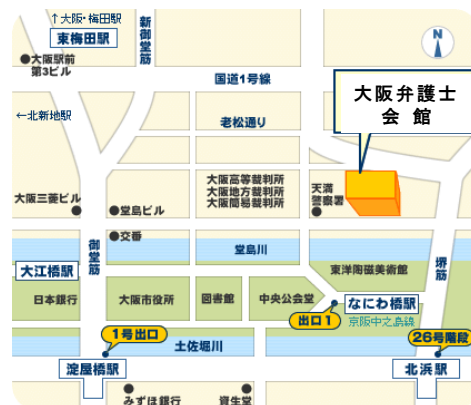 ↑大阪・梅田駅
東梅田駅
新御堂筋
N
大阪駅前
第3ビル
国道1号線
大阪弁護士
会館
←北新地駅
老松通り
大阪高等裁判所
大阪地方裁判所
大阪簡易裁判所
天満
警察署
大阪三菱ビル
堂島ビル
御堂筋
交番
堂島川
堺筋
大江橋駅
東洋陶磁美術館
日本銀行
大阪市役所
図書館
中央公会堂
なにわ橋駅
出口1
京阪中之島線
1号出口
土佐堀川
26号階段
淀屋橋駅
北浜駅
みずほ銀行
資生堂